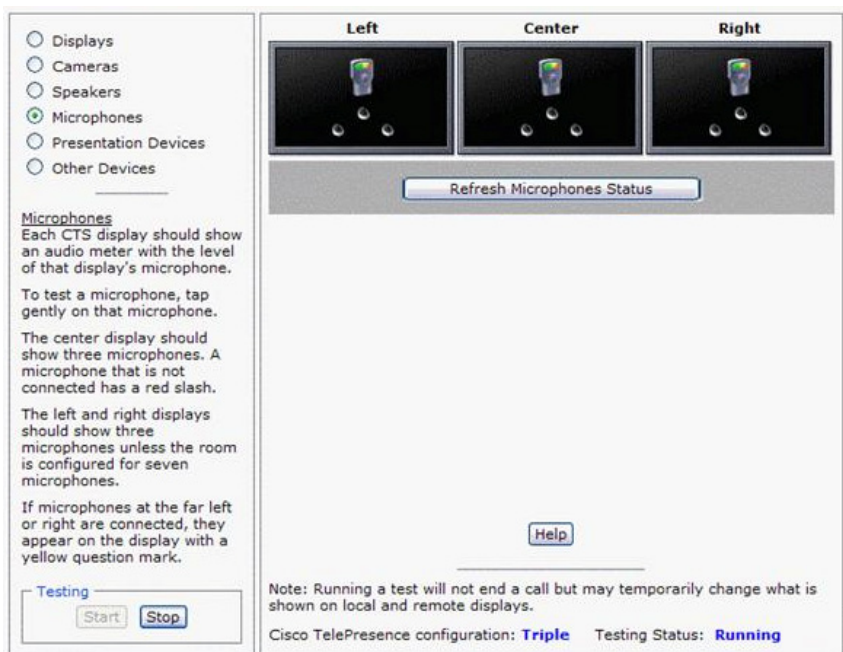 Displays
Cameras
Speakers
Microphones
Presentation Devices
Other Devices
Microphones
Each CTS display should show
an audio meter with the level
of that display's microphone.
To test a microphone, tap
gently on that microphone.
The center display should
show three microphones. A
microphone that is not
connected has a red slash.
The left and right displays
should show three
microphones unless the room
is configured for seven
microphones.
If microphones at the far left
or right are connected, they
appear on the display with a
yellow question mark.
Testing
Start Stop
Left Center Right
Refresh Microphones Status
Help
Note: Running a test will not end a call but may temporarily change what is
shown on local and remote displays.
Cisco TelePresence configuration: Triple Testing Status: Running